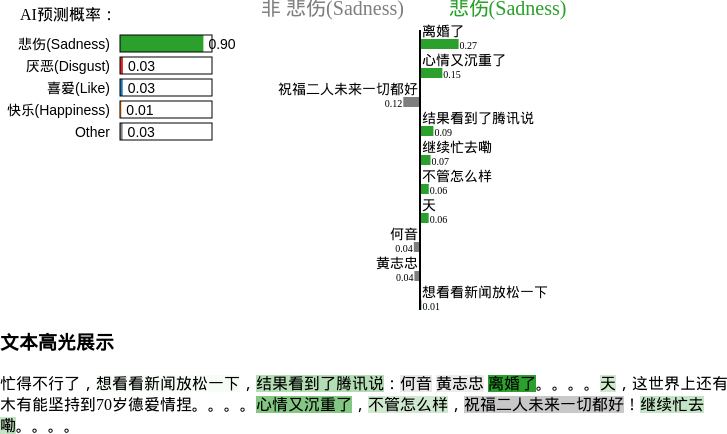 AI预测概率：
悲伤(Sadness) 0.90
厌恶(Disgust) 0.03
喜爱(Like) 0.03
快乐(Happiness) 0.01
Other 0.03
非 悲伤(Sadness) 悲伤(Sadness)
离婚了
0.27
心情又沉重了
0.15
祝福二人未来一切都好
0.12
结果看到了腾讯说
0.09
继续忙去嘞
0.07
不管怎么样
0.06
天
0.06
何音
0.04
黄志忠
0.04
想看看新闻放松一下
0.01
文本高光展示
忙得不行了，想看看新闻放松一下，结果看到了腾讯说：何音 黄志忠 离婚了。。。。天，这世界上还有
木有能坚持到70岁德爱情捏。。。。心情又沉重了，不管怎么样，祝福二人未来一切都好！继续忙去
嘞。。。。